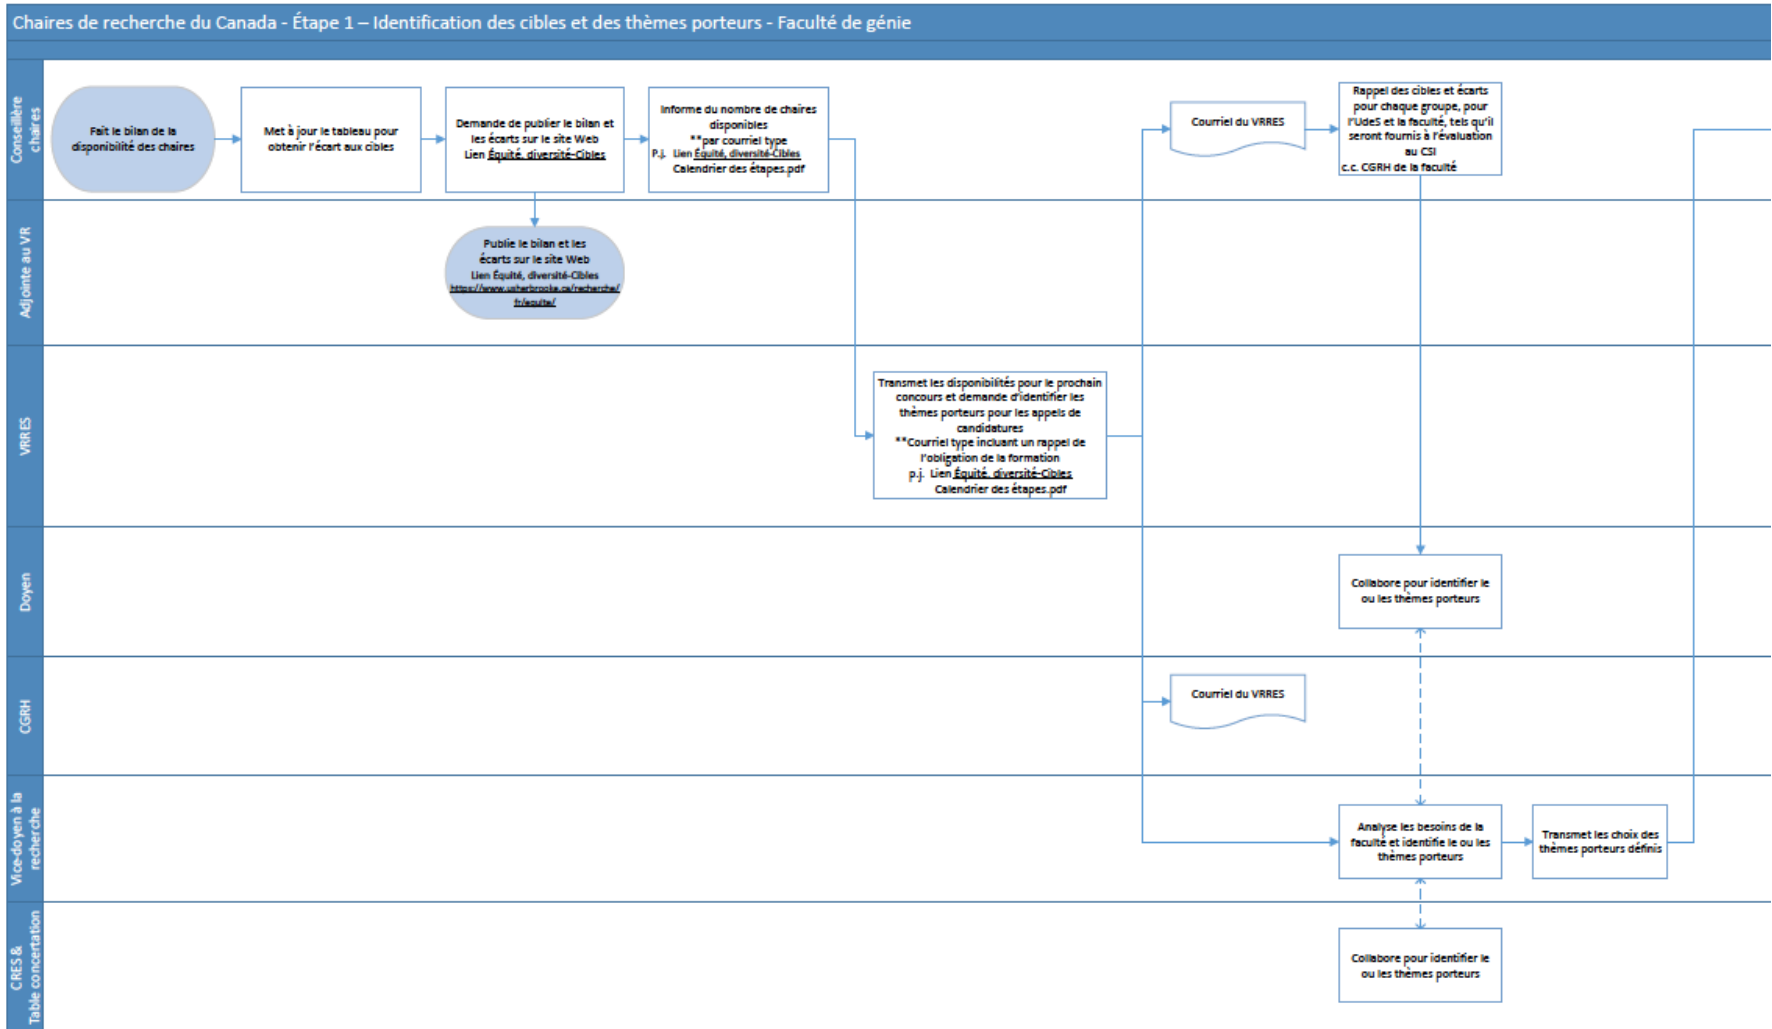 Chaires de recherche du Canada - Étape 1 – Identification des cibles et des thèmes porteurs - Faculté de génie
Conseillère
chaires
Fait le bilan de la
disponibilité des chaires
Met à jour le tableau pour
obtenir l'écart aux cibles
Demande de publier le bilan et
les écarts sur le site Web
Lien Équité, diversité-Cibles
Informe du nombre de chaires
disponibles
**par courriel type
P.j. Lien Équité, diversité-Cibles
Calendrier des étapes.pdf
Courriel du VRRES
Rappel des cibles et écarts
pour chaque groupe, pour
l'UdeS et la faculté, tels qu'il
seront fournis à l'évaluation
au CSI
c.c. CGRH de la faculté
Adjointe au VR
Publie le bilan et les
écarts sur le site Web
Lien Équité, diversité-Cibles
https://www.usherbrooke.ca/recherche/
fr/equite/
VRRES
Transmet les disponibilités pour le prochain
concours et demande d'identifier les
thèmes porteurs pour les appels de
candidatures
**Courriel type incluant un rappel de
l'obligation de la formation
p.j. Lien Équité, diversité-Cibles
Calendrier des étapes.pdf
Doyen
Collabore pour identifier le
ou les thèmes porteurs
CGRH
Courriel du VRRES
Vice-doyen à la
recherche
Analyse les besoins de la
faculté et identifie le ou les
thèmes porteurs
Transmet les choix des
thèmes porteurs définis
CRES &
Table concertation
Collabore pour identifier le
ou les thèmes porteurs